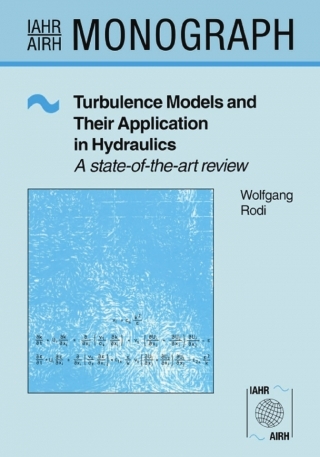 IAHR
AIRH
MONOGRAPH
Turbulence Models and
Their Application
in Hydraulics
A state-of-the-art review
Wolfgang
Rodi
IAHR
AIRH